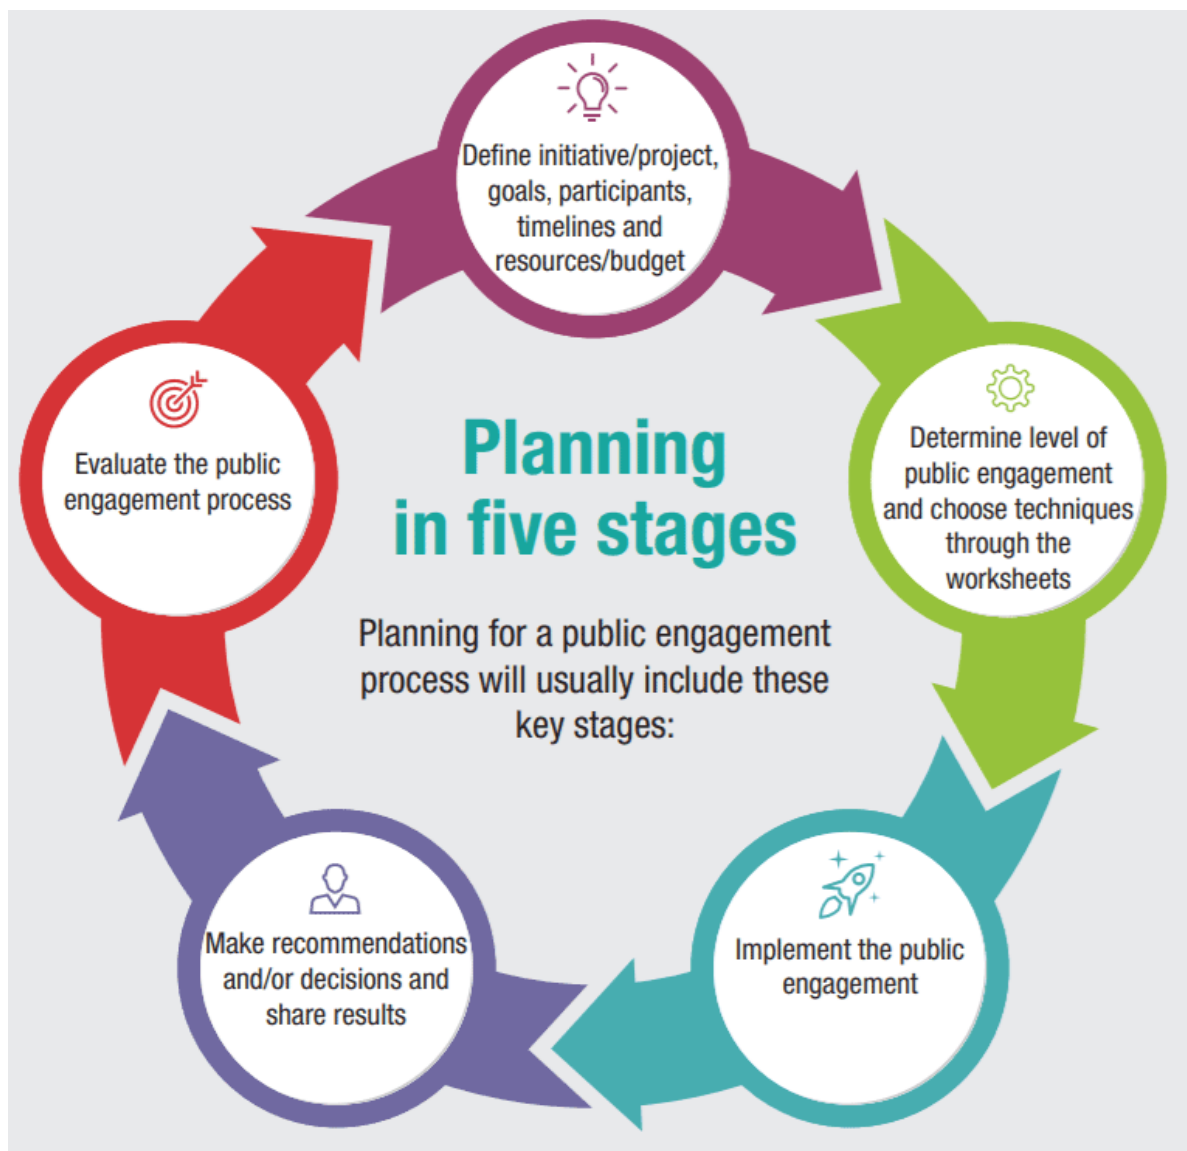 Define initiative/project,
goals, participants,
timelines and
resources/budget
Determine level of
public engagement
and choose techniques
through the
worksheets
Implement the public
engagement
Make recommendations
and/or decisions and
share results
Evaluate the public
engagement process
Planning
in five stages
Planning for a public engagement
process will usually include these
key stages: